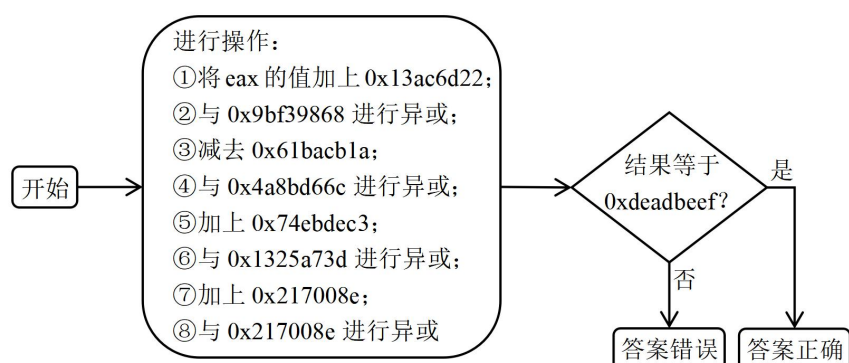 进行操作：
①将 eax 的值加上 0x13ac6d22；
②与 0x9bf39868 进行异或；
③减去 0x61bacb1a；
④与 0x4a8bd66c 进行异或；
⑤加上 0x74ebdec3；
⑥与 0x1325a73d 进行异或；
⑦加上 0x217008e；
⑧与 0x217008e 进行异或
开始
结果等于
0xdeadbeef？
是
否
答案错误
答案正确